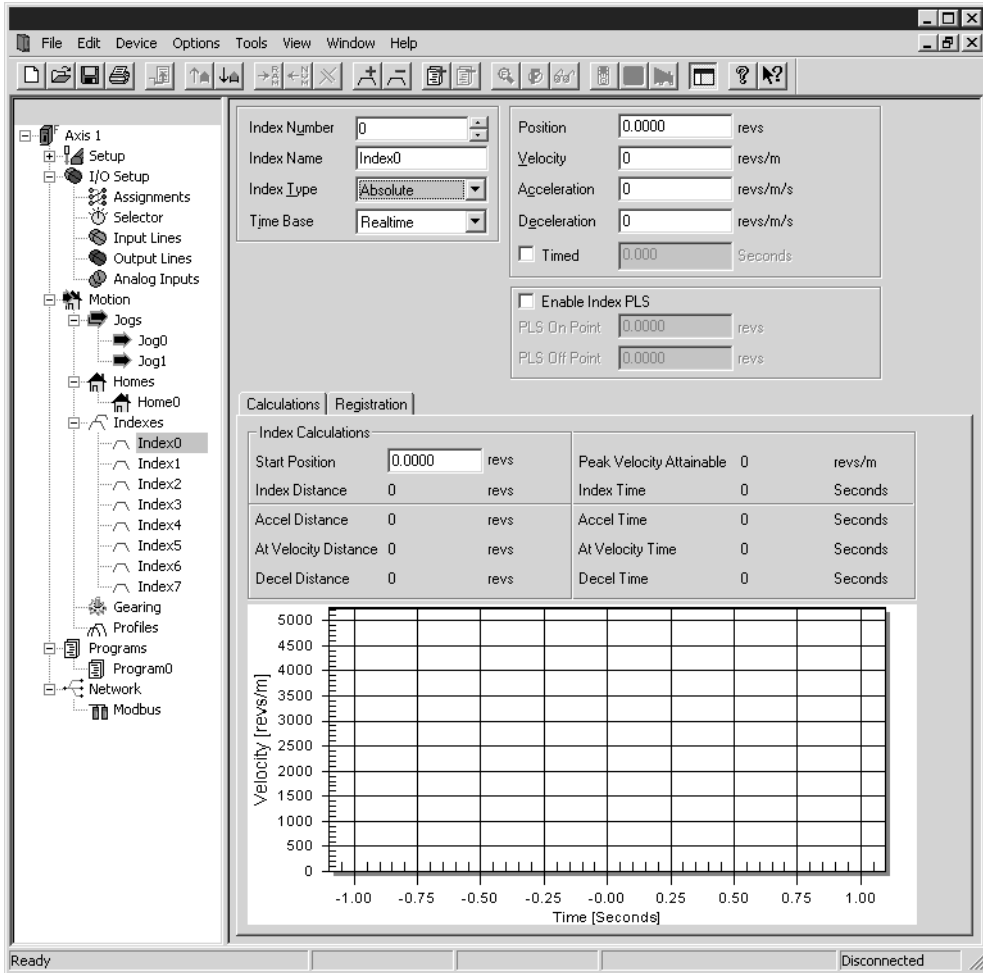 File Edit Device Options Tools View Window Help
Axis 1
Setup
I/O Setup
Assignments
Selector
Input Lines
Output Lines
Analog Inputs
Motion
Jogs
Jog0
Jog1
Homes
Home0
Indexes
Index0
Index1
Index2
Index3
Index4
Index5
Index6
Index7
Gearing
Profiles
Programs
Program0
Network
Modbus
Index Number 0
Index Name Index0
Index Type Absolute
Time Base Realtime
Position 0.0000 revs
Velocity 0 revs/m
Acceleration 0 revs/m/s
Deceleration 0 revs/m/s
Timed 0.000 Seconds
Enable Index PLS
PLS On Point 0.0000 revs
PLS Off Point 0.0000 revs
Calculations Registration
Index Calculations
Start Position 0.0000 revs Peak Velocity Attainable 0 revs/m
Index Distance 0 revs Index Time 0 Seconds
Accel Distance 0 revs Accel Time 0 Seconds
At Velocity Distance 0 revs At Velocity Time 0 Seconds
Decel Distance 0 revs Decel Time 0 Seconds
Velocity [revs/m]
5000
4500
4000
3500
3000
2500
2000
1500
1000
500
0
-1.00 -0.75 -0.50 -0.25 -0.00 0.25 0.50 0.75 1.00
Time [Seconds]
Ready Disconnected